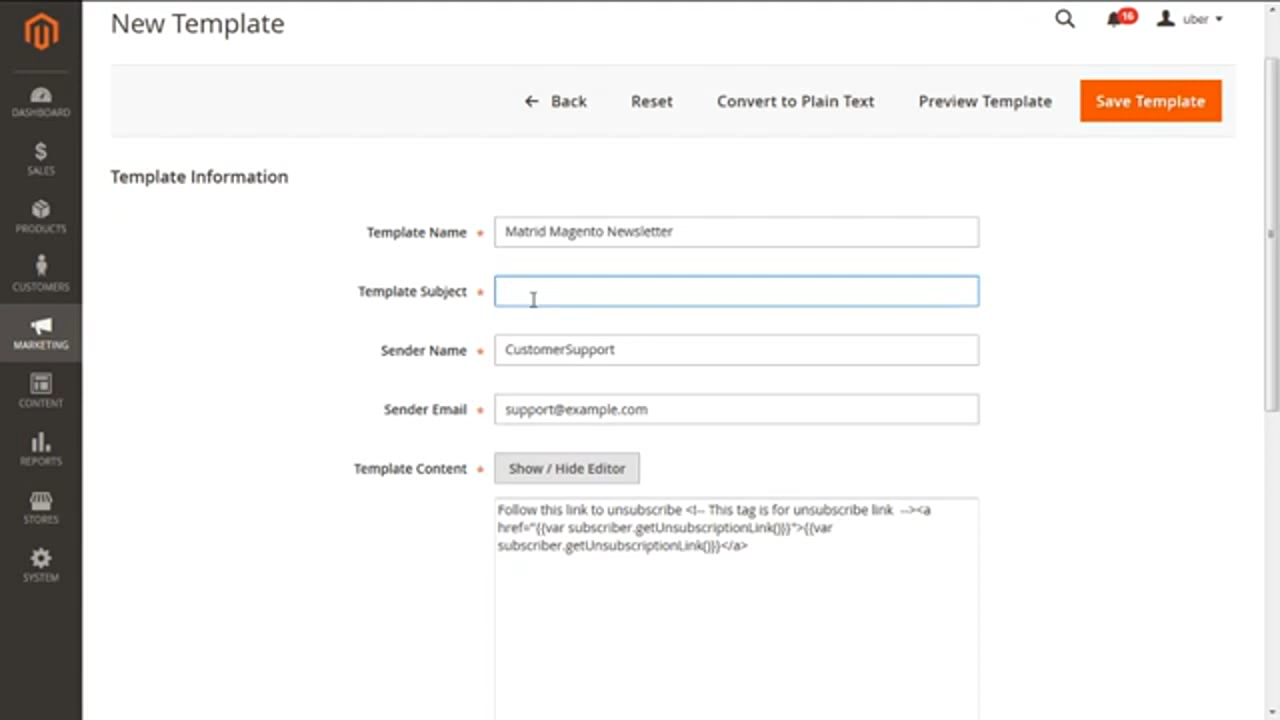 New Template
16
uber
Back
Reset
Convert to Plain Text
Preview Template
Save Template
DASHBOARD
SALES
PRODUCTS
CUSTOMERS
MARKETING
CONTENT
REPORTS
STORES
SYSTEM
Template Information
Template Name *
Matrid Magento Newsletter
Template Subject *
Sender Name *
CustomerSupport
Sender Email *
support@example.com
Template Content *
Show / Hide Editor
Follow this link to unsubscribe <!-- This tag is for unsubscribe link --><a
href="{{var subscriber.getUnsubscriptionLink()}}">{{var
subscriber.getUnsubscriptionLink()}}</a>